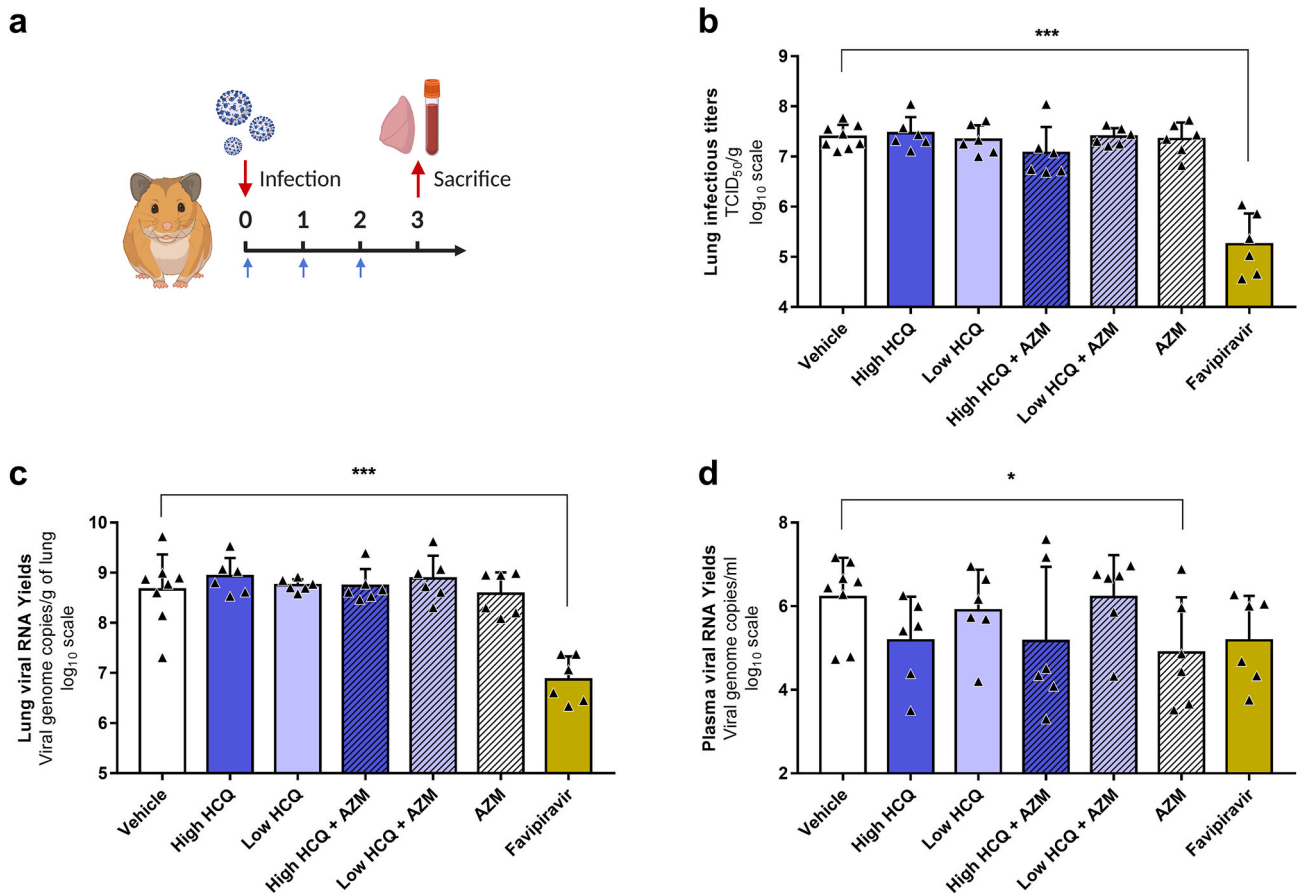 a
Infection
Sacrifice
0 1 2 3
b
***
Lung infectious titers
TCID50/g
log10 scale
9
8
7
6
5
4
Vehicle
High HCQ
Low HCQ
High HCQ + AZM
Low HCQ + AZM
AZM
Favipiravir
c
***
Lung viral RNA Yields
Viral genome copies/g of lung
log10 scale
10
9
8
7
6
5
Vehicle
High HCQ
Low HCQ
High HCQ + AZM
Low HCQ + AZM
AZM
Favipiravir
d
*
Plasma viral RNA Yields
Viral genome copies/ml
log10 scale
8
6
4
2
Vehicle
High HCQ
Low HCQ
High HCQ + AZM
Low HCQ + AZM
AZM
Favipiravir